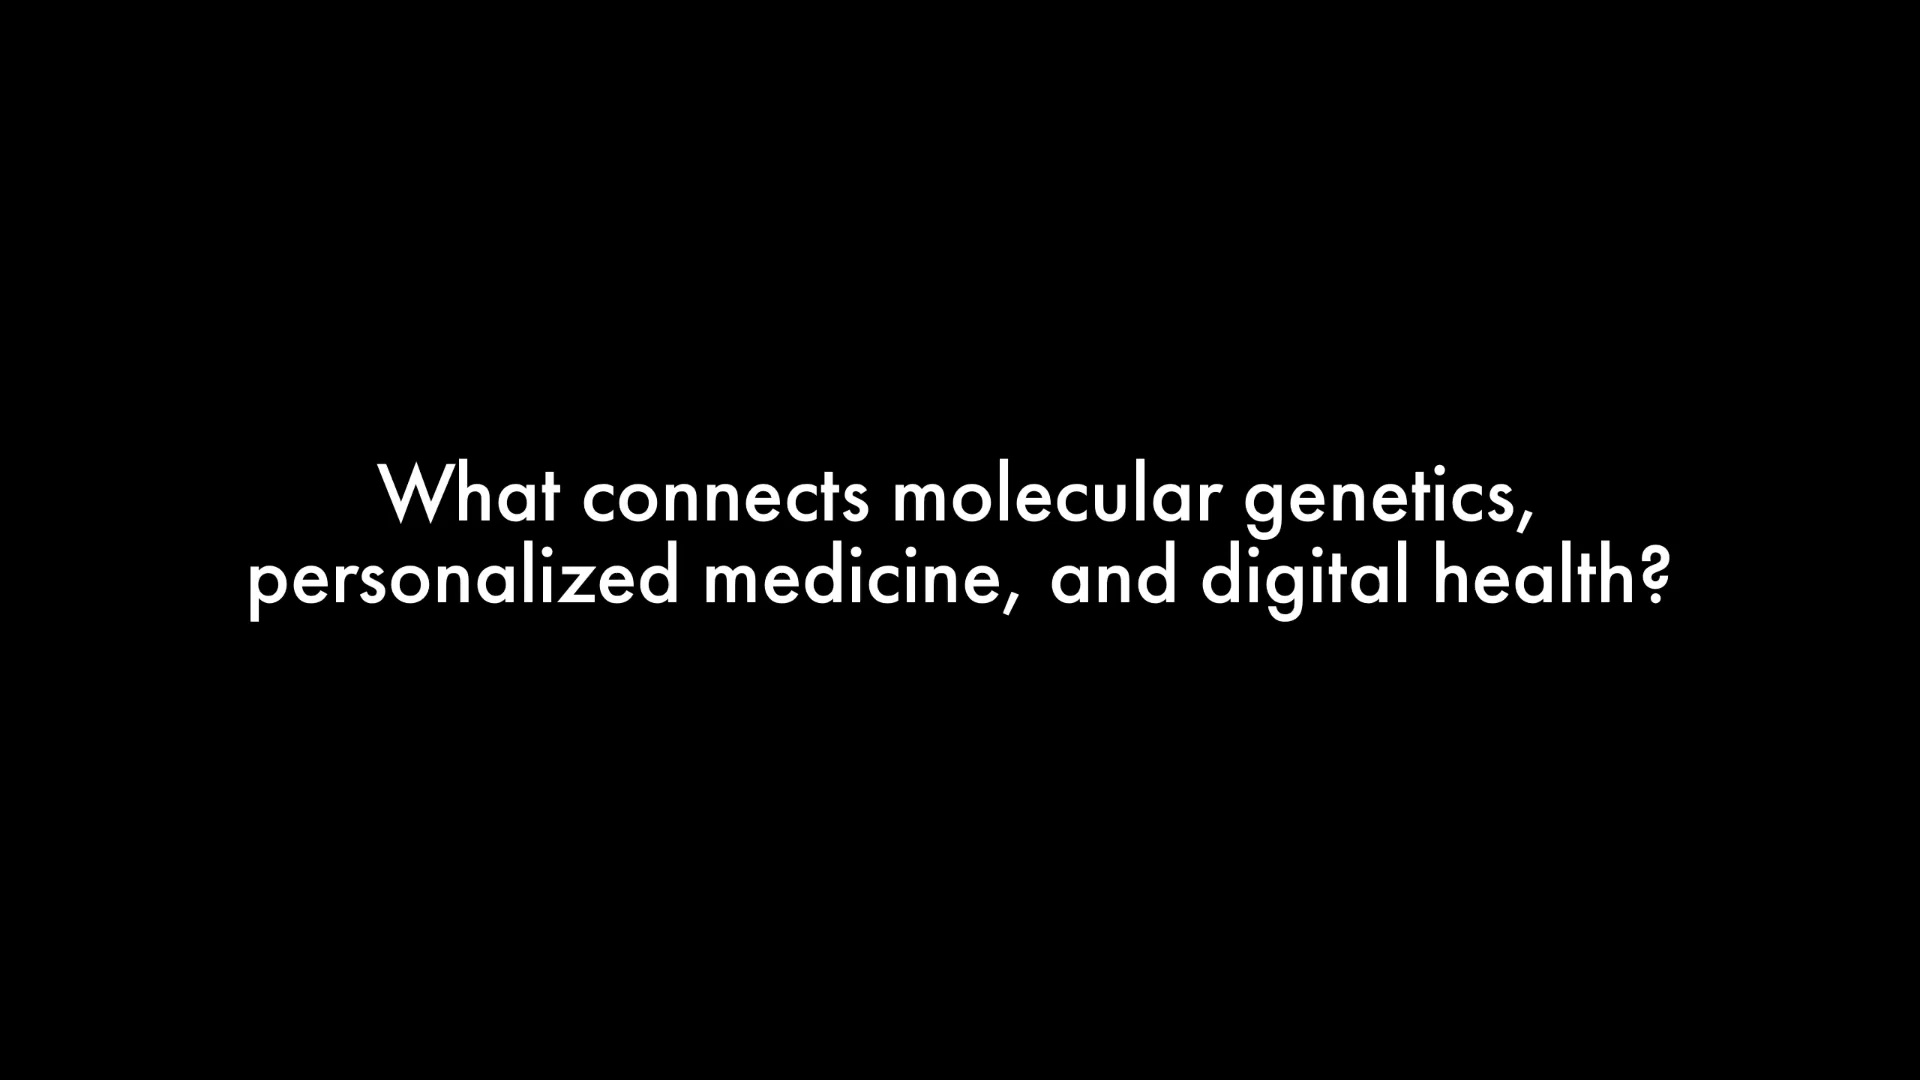 What connects molecular genetics,
personalized medicine, and digital health?